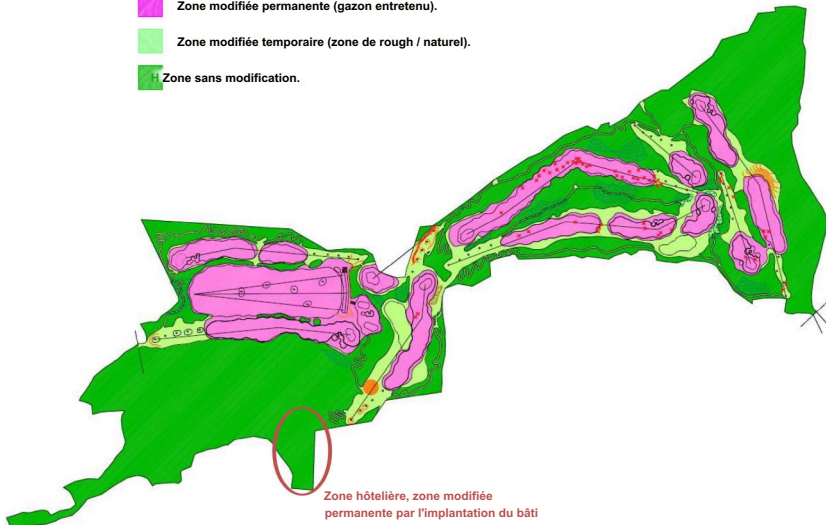 Zone modifiée permanente (gazon entretenu).
Zone modifiée temporaire (zone de rough / naturel).
H Zone sans modification.
Zone hôtelière, zone modifiée
permanente par l'implantation du bâti